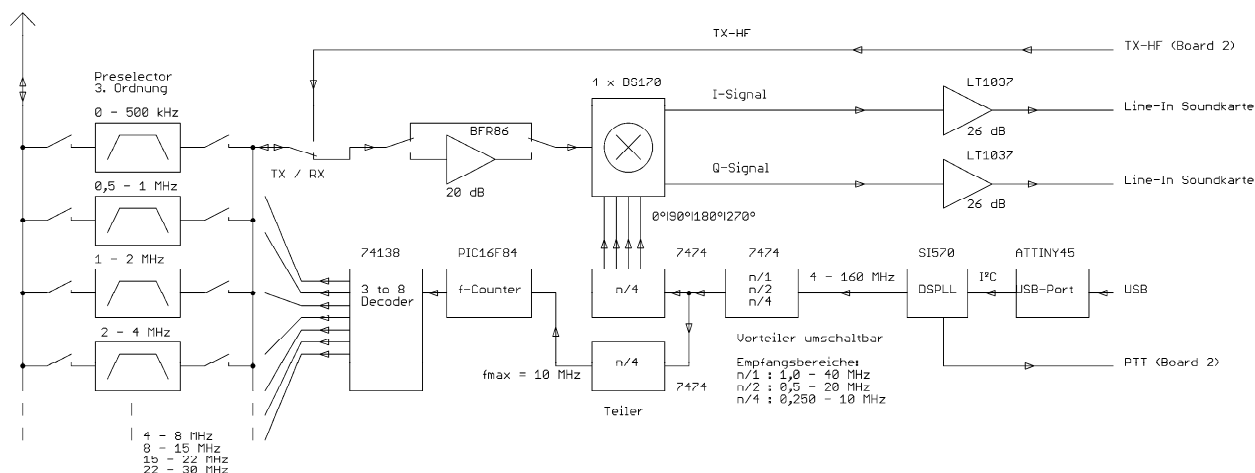 TX-HF
TX-HF (Board 2)
Preselector
3. Ordnung
0 - 500 kHz
1 x DS170
LT1037
I-Signal
Line-In Soundkarte
26 dB
BFR86
20 dB
TX / RX
LT1037
Q-Signal
Line-In Soundkarte
26 dB
0,5 - 1 MHz
0°|90°|180°|270°
1 - 2 MHz
74138
3 to 8
Decoder
PIC16F84
f-Counter
7474
n/4
7474
n/1
n/2
n/4
4 - 160 MHz
SI570
DSPLL
I²C
ATTINY45
USB-Port
USB
2 - 4 MHz
n/4
fmax = 10 MHz
7474
Teiler
Vorteiler umschaltbar
Empfangsbereiche:
n/1 : 1,0 - 40 MHz
n/2 : 0,5 - 20 MHz
n/4 : 0,250 - 10 MHz
PTT (Board 2)
4 - 8 MHz
8 - 15 MHz
15 - 22 MHz
22 - 30 MHz